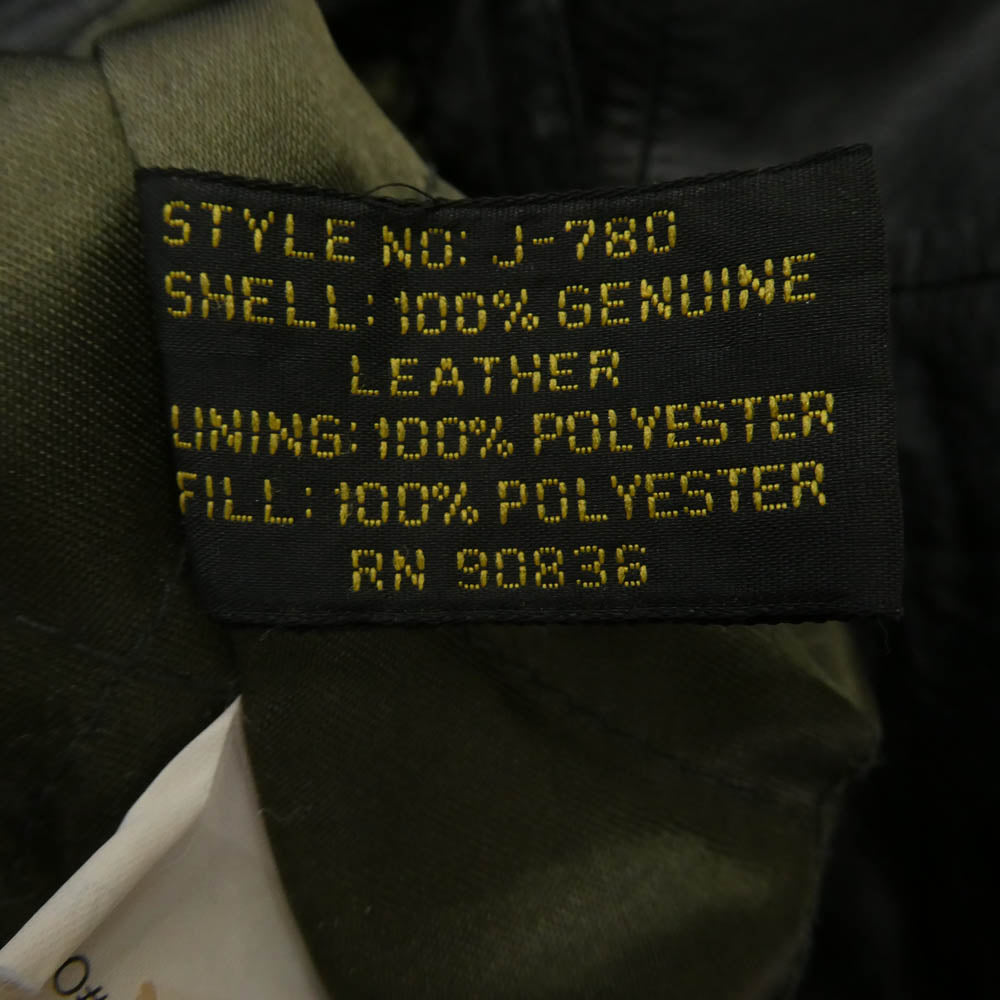 STYLE NO: J-780
SHELL: 100% GENUINE
LEATHER
LINING: 100% POLYESTER
FILL: 100% POLYESTER
RN 90836
O#